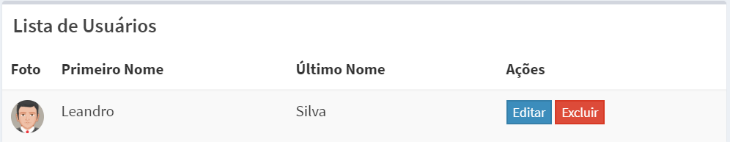 Lista de Usuários
Foto Primeiro Nome Último Nome Ações
Leandro Silva Editar Excluir